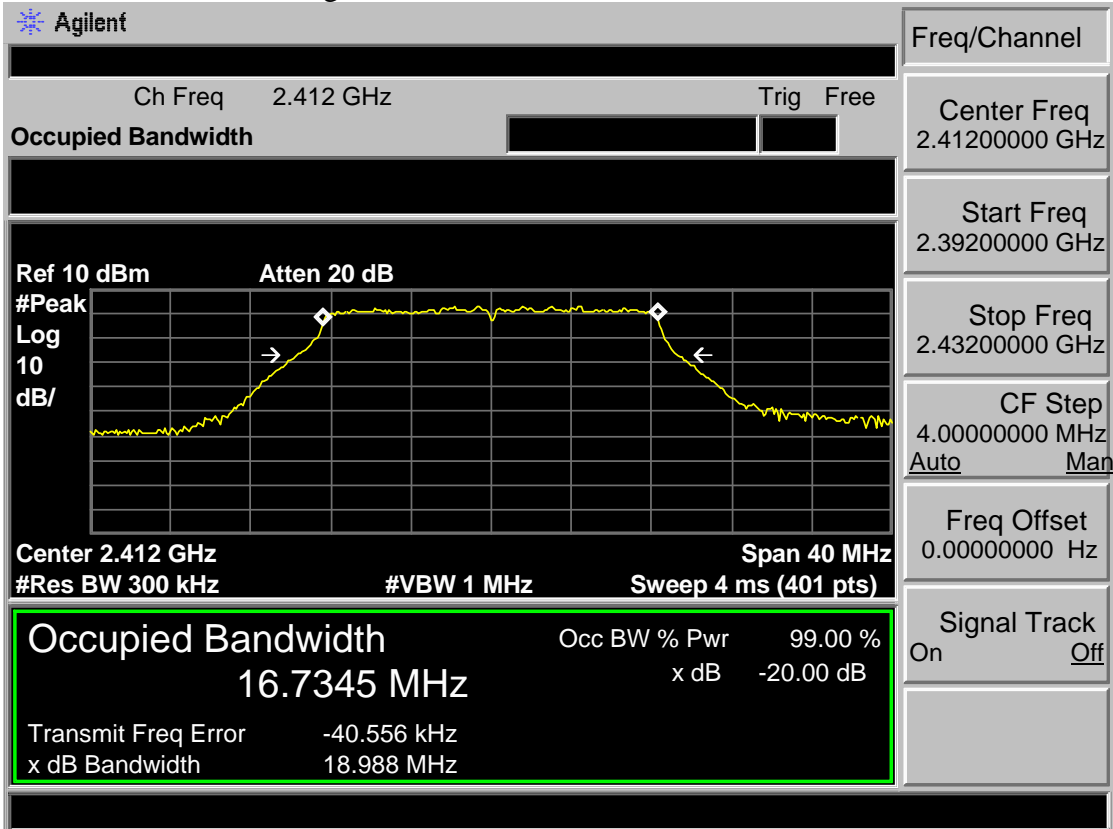 Agilent
Freq/Channel
Ch Freq 2.412 GHz Trig Free
Occupied Bandwidth
Center Freq
2.41200000 GHz
Start Freq
2.39200000 GHz
Stop Freq
2.43200000 GHz
CF Step
4.00000000 MHz
Auto Man
Freq Offset
0.00000000 Hz
Signal Track
On Off
Ref 10 dBm Atten 20 dB
#Peak
Log
10
dB/
Center 2.412 GHz Span 40 MHz
#Res BW 300 kHz #VBW 1 MHz Sweep 4 ms (401 pts)
Occupied Bandwidth Occ BW % Pwr 99.00 %
16.7345 MHz x dB -20.00 dB
Transmit Freq Error -40.556 kHz
x dB Bandwidth 18.988 MHz